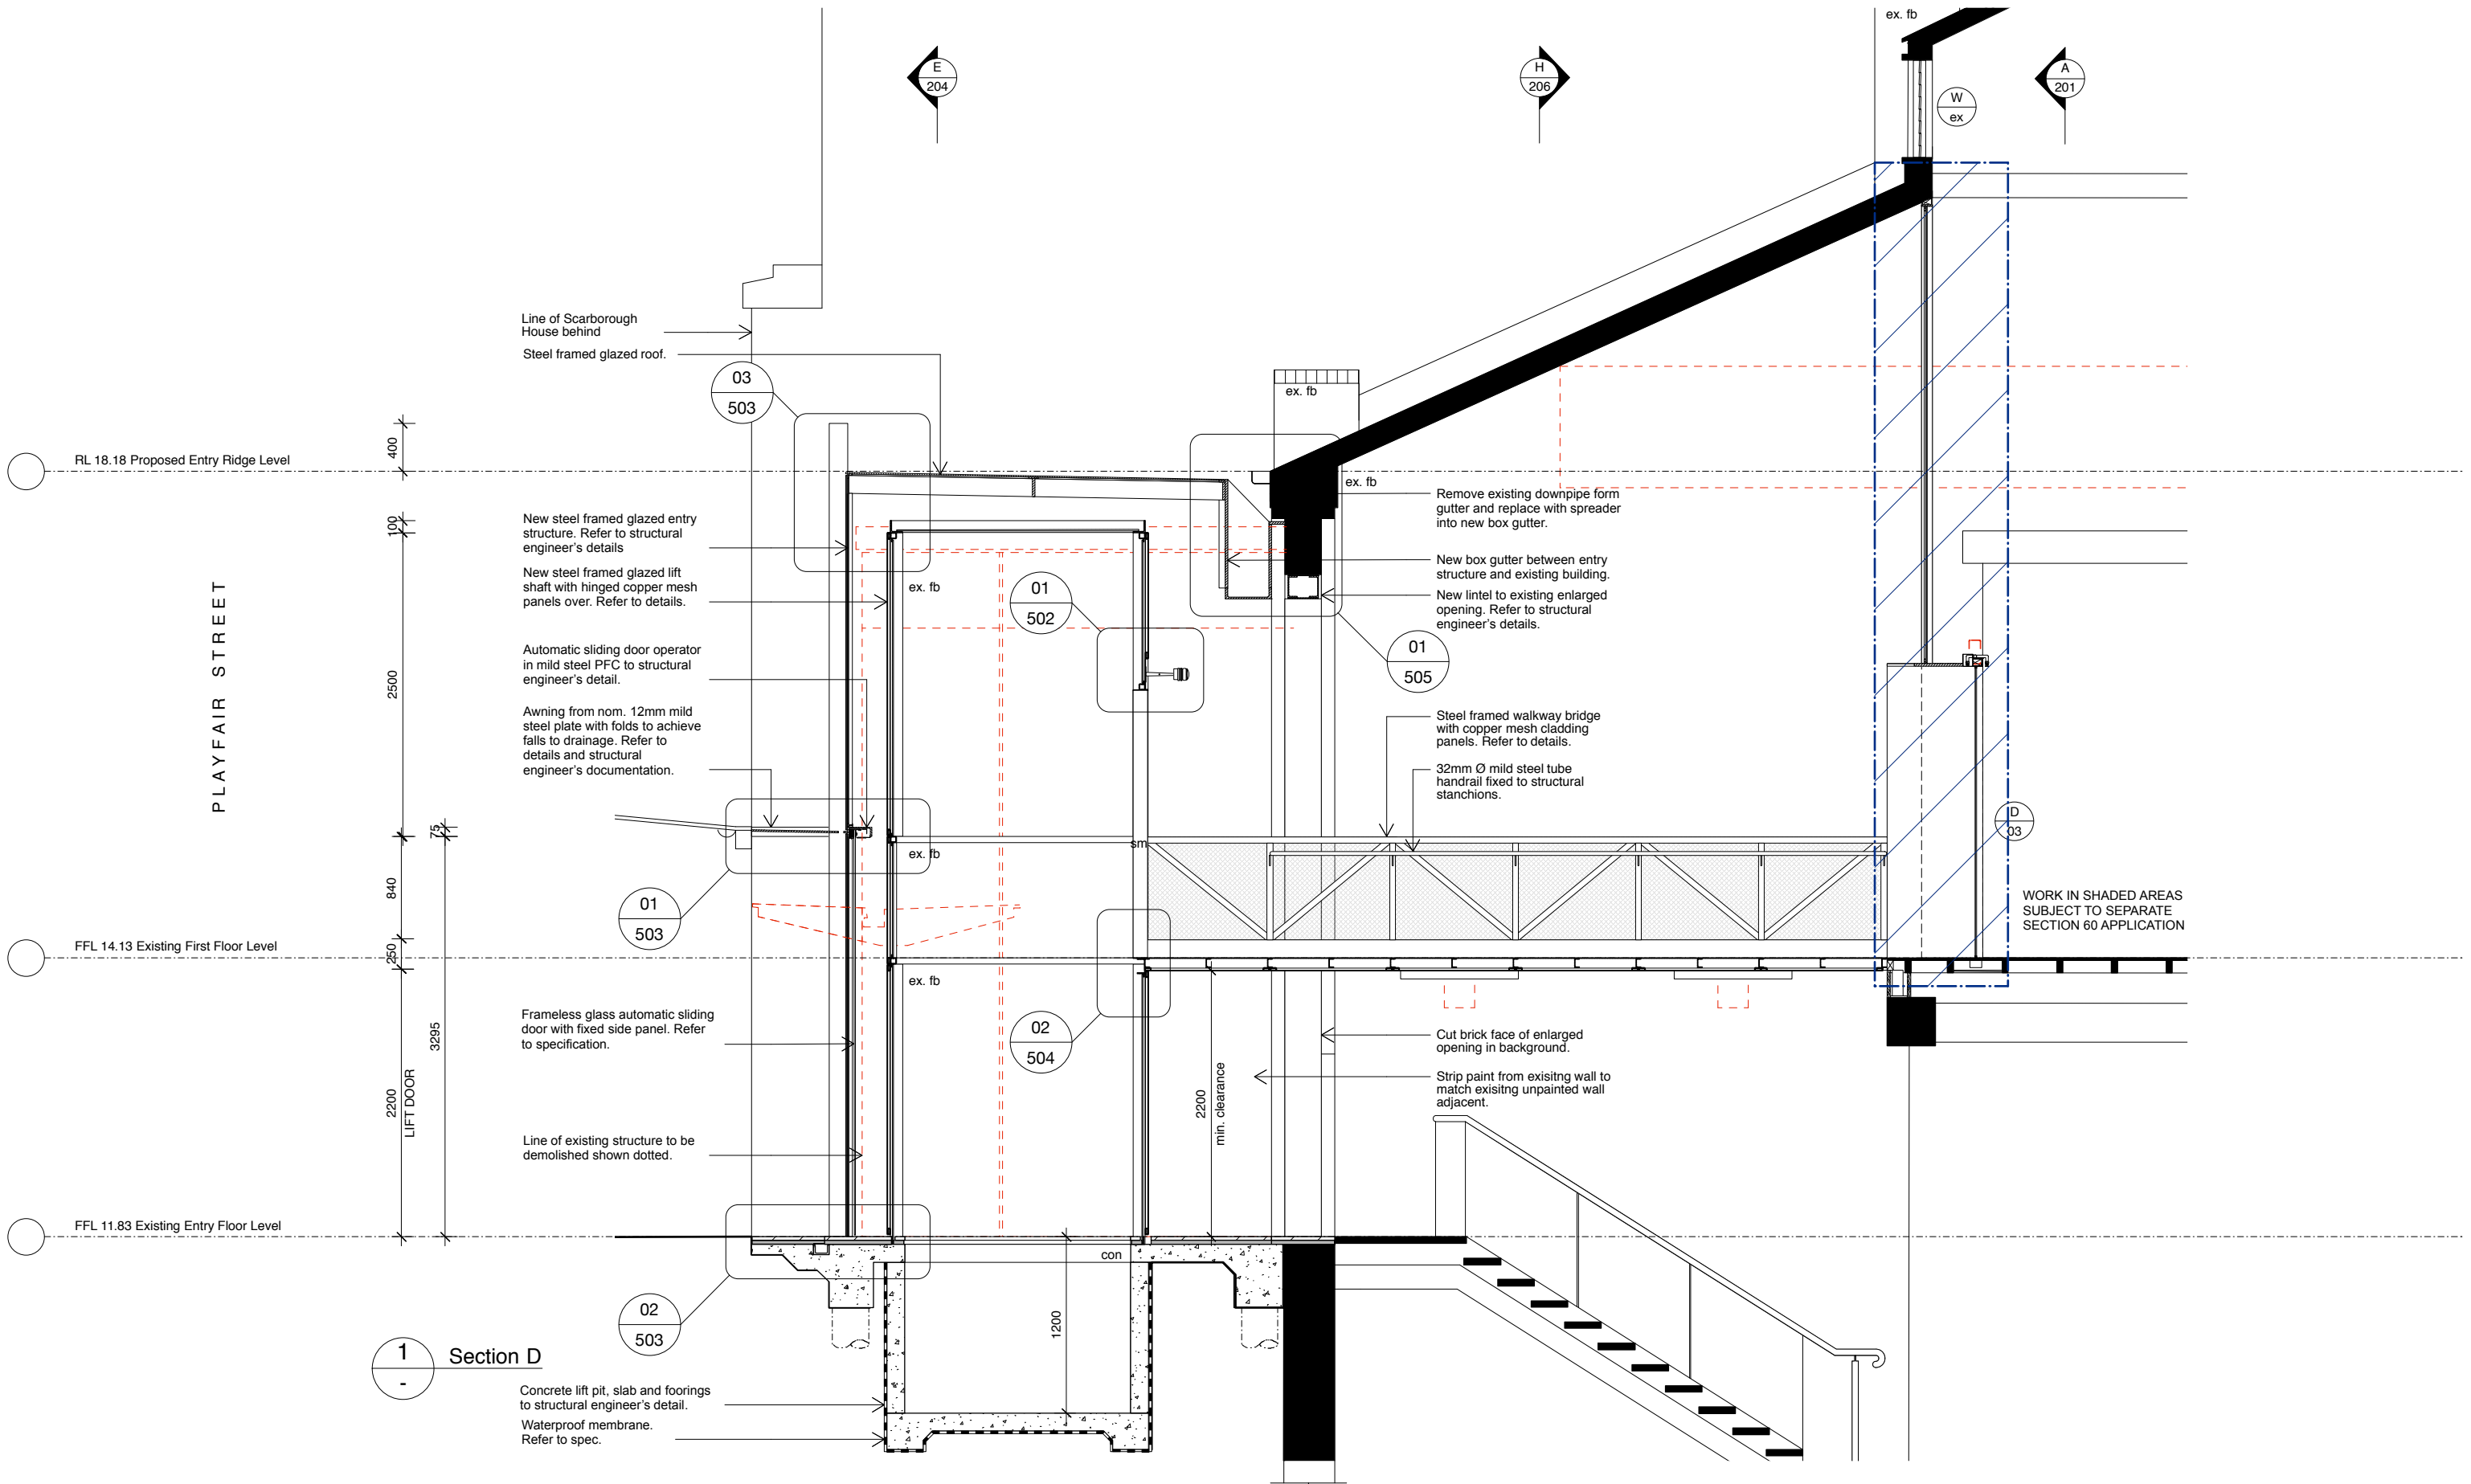 ex. fb
E
204
H
206
A
201
W
ex
Line of Scarborough
House behind
Steel framed glazed roof.
03
503
ex. fb
400
RL 18.18 Proposed Entry Ridge Level
ex. fb
Remove existing downpipe form
gutter and replace with spreader
into new box gutter.
100
New steel framed glazed entry
structure. Refer to structural
engineer's details
New box gutter between entry
structure and existing building.
New steel framed glazed lift
shaft with hinged copper mesh
panels over. Refer to details.
ex. fb
01
502
New lintel to existing enlarged
opening. Refer to structural
engineer's details.
PLAYFAIR STREET
2500
Automatic sliding door operator
in mild steel PFC to structural
engineer's detail.
01
505
Awning from nom. 12mm mild
steel plate with folds to achieve
falls to drainage. Refer to
details and structural
engineer's documentation.
Steel framed walkway bridge
with copper mesh cladding
panels. Refer to details.
32mm Ø mild steel tube
handrail fixed to structural
stanchions.
75
D
03
sm
ex. fb
840
01
503
WORK IN SHADED AREAS
SUBJECT TO SEPARATE
SECTION 60 APPLICATION
FFL 14.13 Existing First Floor Level
250
ex. fb
Frameless glass automatic sliding
door with fixed side panel. Refer
to specification.
02
504
3295
Cut brick face of enlarged
opening in background.
2200
LIFT DOOR
2200
min. clearance
Strip paint from exisitng wall to
match exisitng unpainted wall
adjacent.
Line of existing structure to be
demolished shown dotted.
FFL 11.83 Existing Entry Floor Level
con
02
503
1200
1
-
Section D
Concrete lift pit, slab and foorings
to structural engineer's detail.
Waterproof membrane.
Refer to spec.